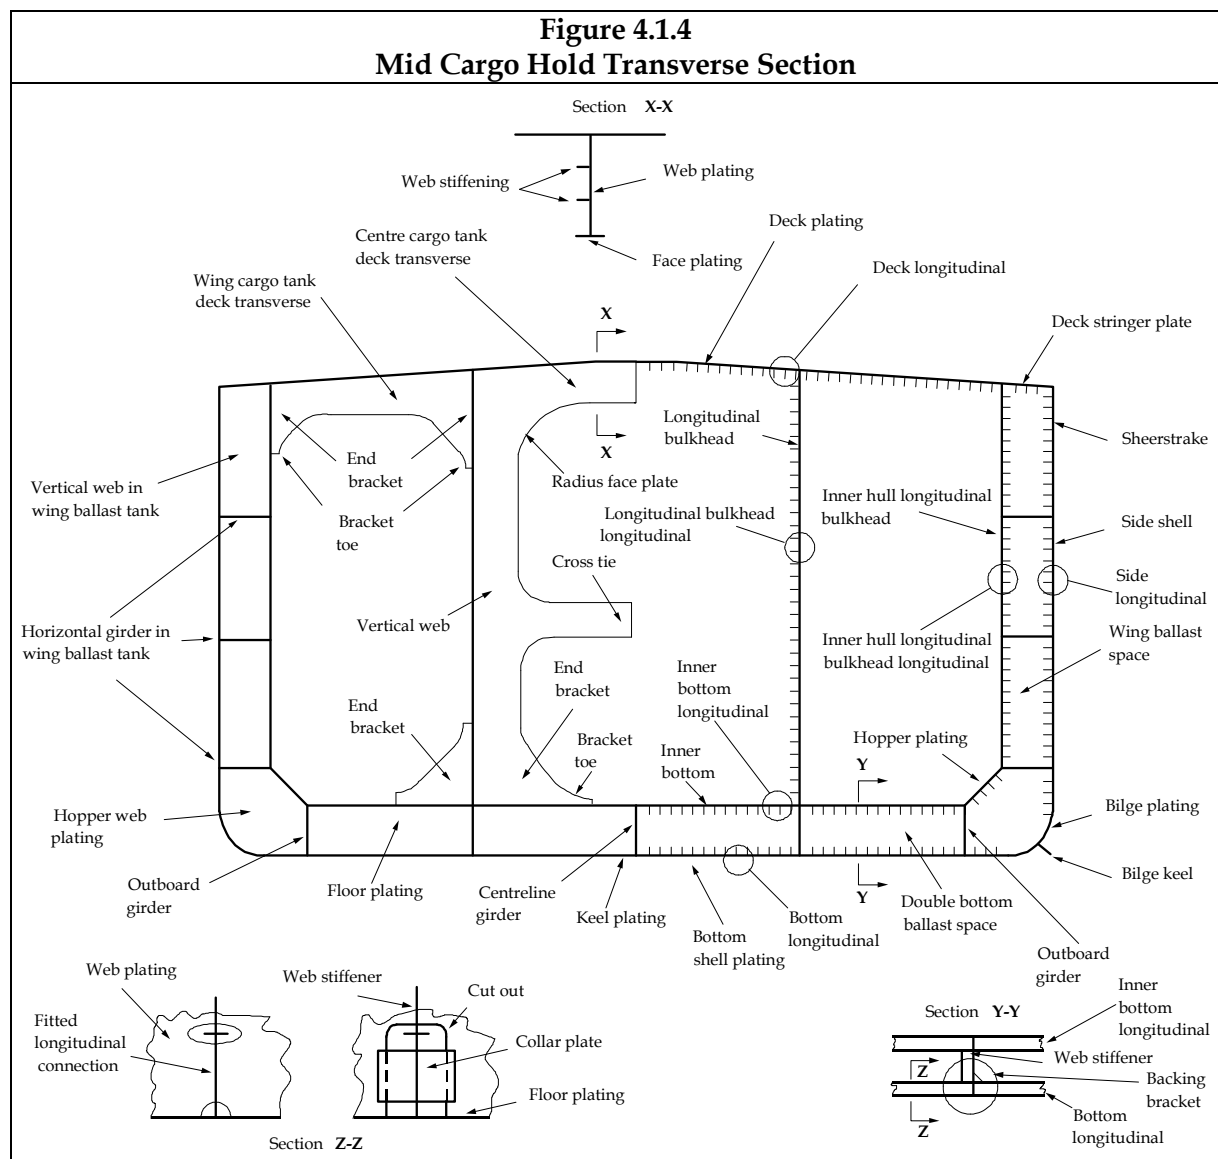 Figure 4.1.4
Mid Cargo Hold Transverse Section
Section X-X
Web stiffening
Web plating
Face plating
Centre cargo tank
deck transverse
Wing cargo tank
deck transverse
Deck plating
Deck longitudinal
Deck stringer plate
X
X
End
bracket
Bracket
toe
Radius face plate
Longitudinal
bulkhead
Longitudinal bulkhead
longitudinal
Cross tie
Vertical web in
wing ballast tank
Horizontal girder in
wing ballast tank
Vertical web
Inner hull longitudinal
bulkhead
Inner hull longitudinal
bulkhead longitudinal
Sheerstrake
Side shell
Side
longitudinal
Wing ballast
space
End
bracket
End
bracket
Bracket
toe
Inner
bottom
longitudinal
Inner
bottom
Hopper plating
Y
Y
Hopper web
plating
Outboard
girder
Floor plating
Centreline
girder
Keel plating
Bottom
shell plating
Bottom
longitudinal
Double bottom
ballast space
Bilge plating
Bilge keel
Outboard
girder
Web plating
Fitted
longitudinal
connection
Web stiffener
Cut out
Collar plate
Floor plating
Section Z-Z
Section Y-Y
Inner
bottom
longitudinal
Web stiffener
Backing
bracket
Bottom
longitudinal
Z
Z